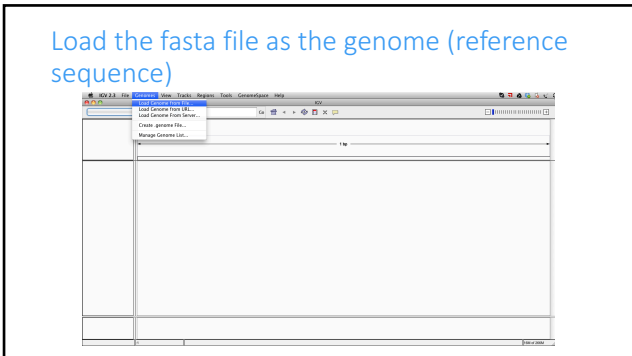 Load the fasta file as the genome (reference
sequence)
IGV 2.3 File Genomes View Tracks Regions Tools GenomeSpace Help
IGV
Load Genome from File...
Load Genome from URL...
Load Genome From Server...
Create .genome File...
Manage Genome List...
Go
1 bp